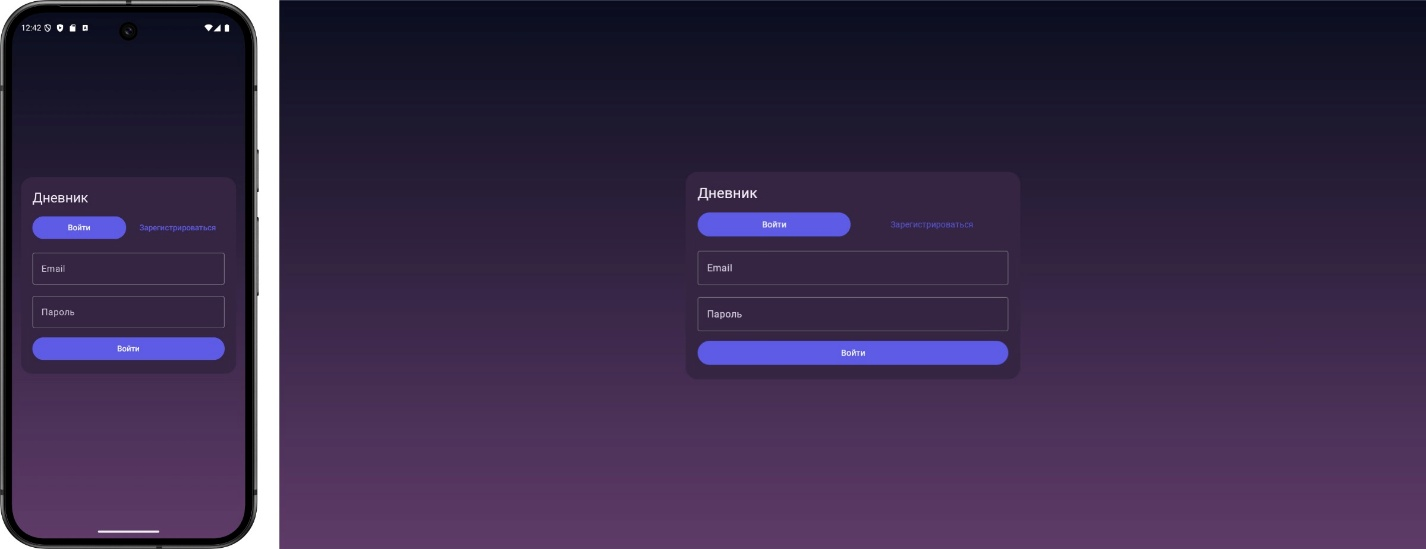 12:42
Дневник
Войти Зарегистрироваться
Email
Пароль
Войти
Дневник
Войти Зарегистрироваться
Email
Пароль
Войти